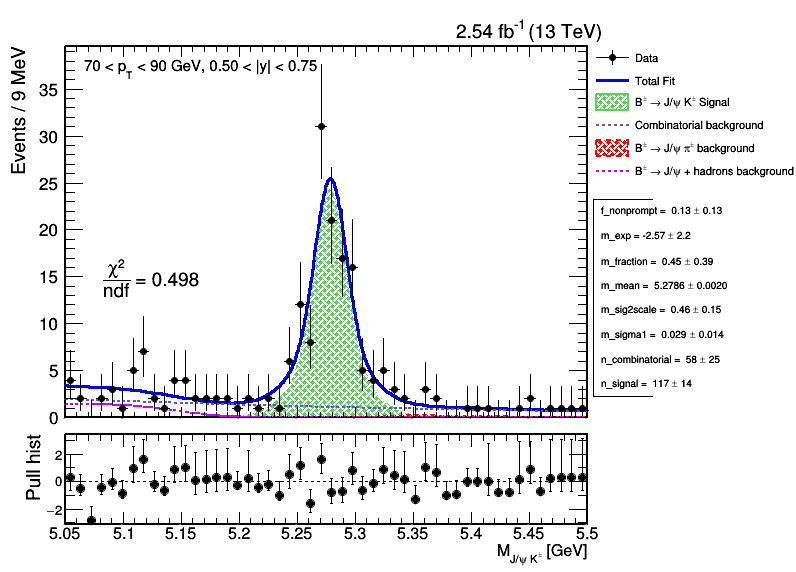 2.54 fb⁻¹ (13 TeV)
70 < p_T < 90 GeV, 0.50 < |y| < 0.75
Events / 9 MeV
35
30
25
20
15
10
5
0
χ²/ndf = 0.498
Data
Total Fit
B± → J/ψ K± Signal
Combinatorial background
B± → J/ψ π± background
B± → J/ψ + hadrons background
f_nonprompt = 0.13 ± 0.13
m_exp = -2.57 ± 2.2
m_fraction = 0.45 ± 0.39
m_mean = 5.2786 ± 0.0020
m_sig2scale = 0.46 ± 0.15
m_sigma1 = 0.029 ± 0.014
n_combinatorial = 58 ± 25
n_signal = 117 ± 14
Pull hist
2
0
−2
5.05 5.1 5.15 5.2 5.25 5.3 5.35 5.4 5.45 5.5
M_J/ψ K± [GeV]